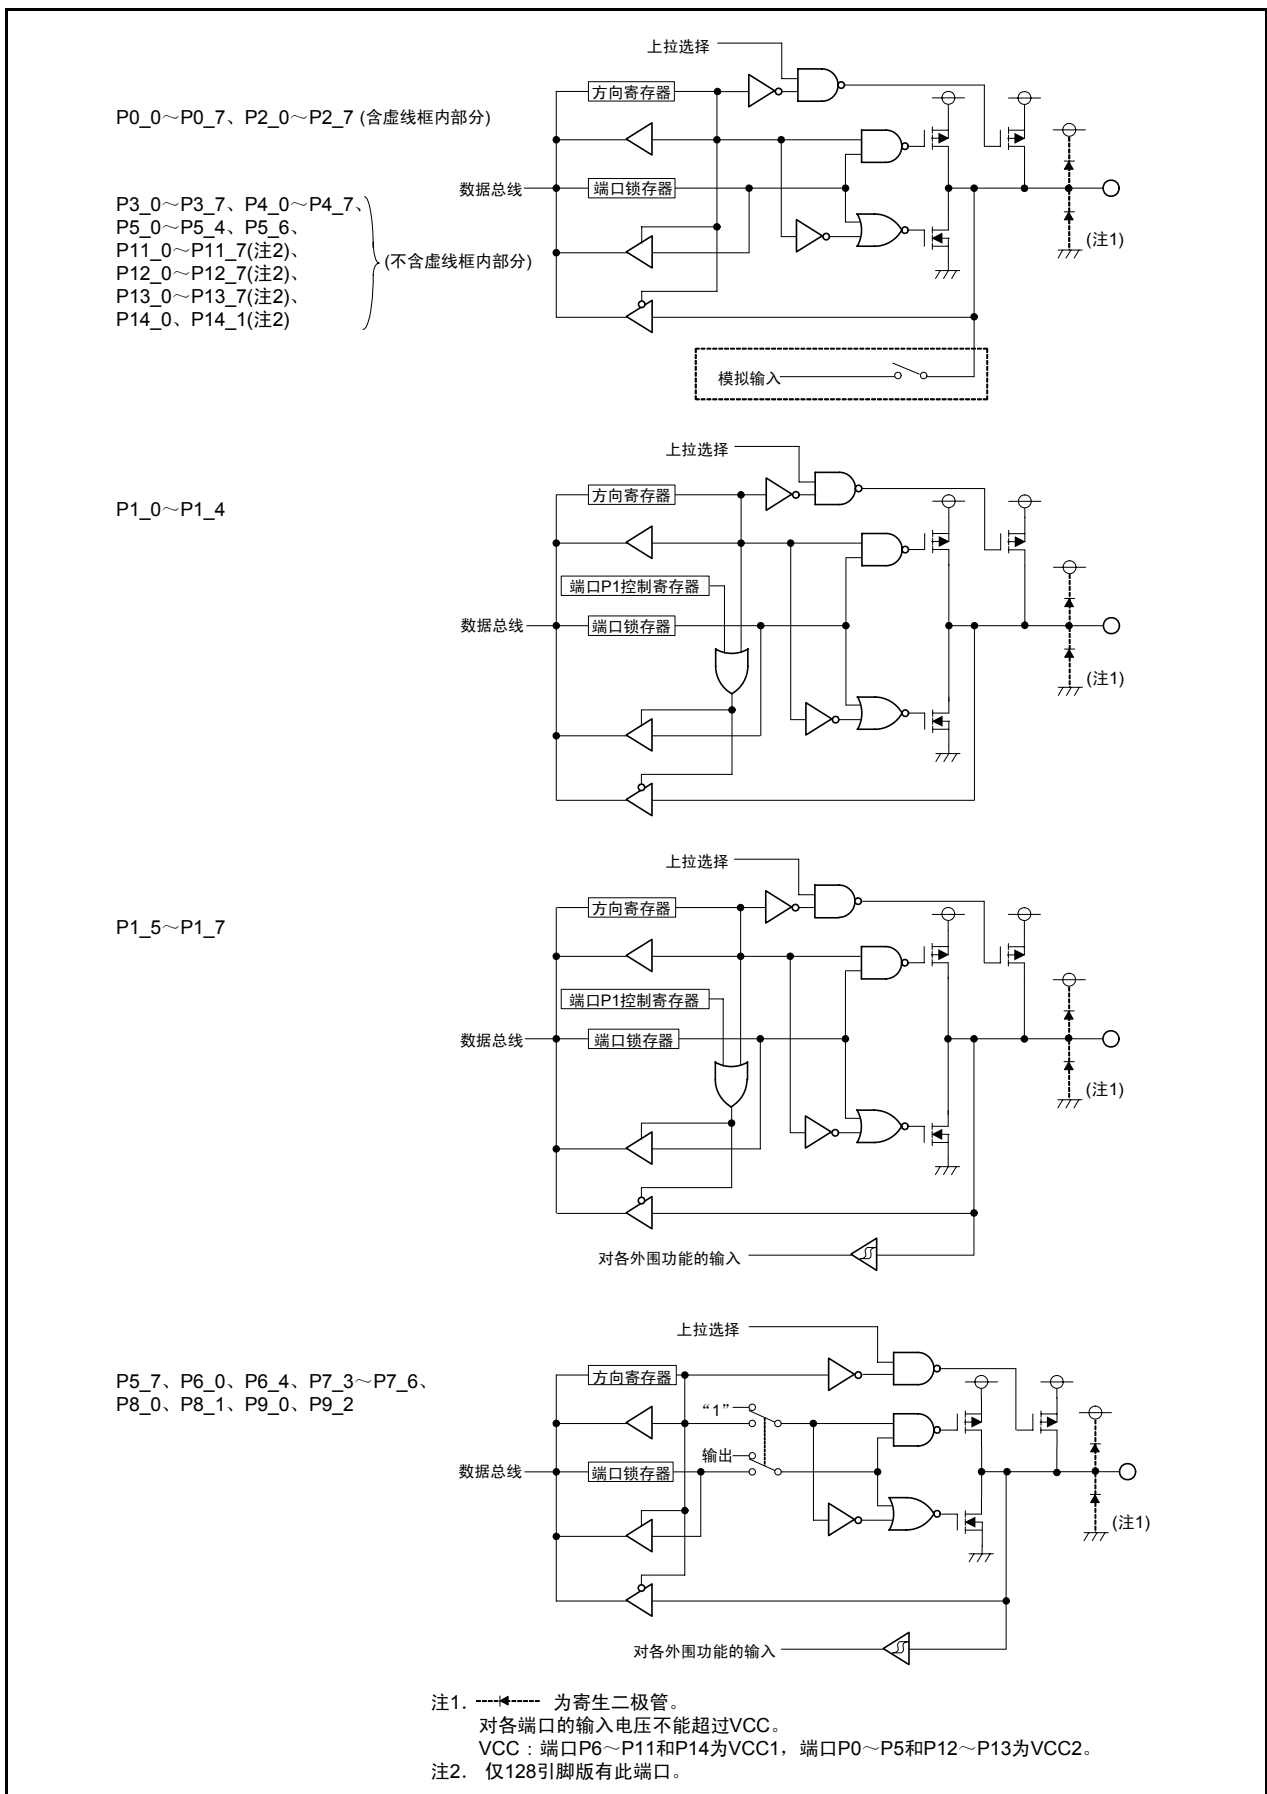 上拉选择
方向寄存器
P0_0～P0_7、P2_0～P2_7 (含虚线框内部分)
数据总线
端口锁存器
P3_0～P3_7、P4_0～P4_7、
P5_0～P5_4、P5_6、
P11_0～P11_7(注2)、
P12_0～P12_7(注2)、
P13_0～P13_7(注2)、
P14_0、P14_1(注2)
(不含虚线框内部分)
(注1)
模拟输入
上拉选择
方向寄存器
P1_0～P1_4
端口P1控制寄存器
数据总线
端口锁存器
(注1)
上拉选择
方向寄存器
P1_5～P1_7
端口P1控制寄存器
数据总线
端口锁存器
(注1)
对各外围功能的输入
上拉选择
方向寄存器
P5_7、P6_0、P6_4、P7_3～P7_6、
P8_0、P8_1、P9_0、P9_2
“1”
输出
数据总线
端口锁存器
(注1)
对各外围功能的输入
注1. 为寄生二极管。
对各端口的输入电压不能超过VCC。
VCC：端口P6～P11和P14为VCC1，端口P0～P5和P12～P13为VCC2。
注2. 仅128引脚版有此端口。